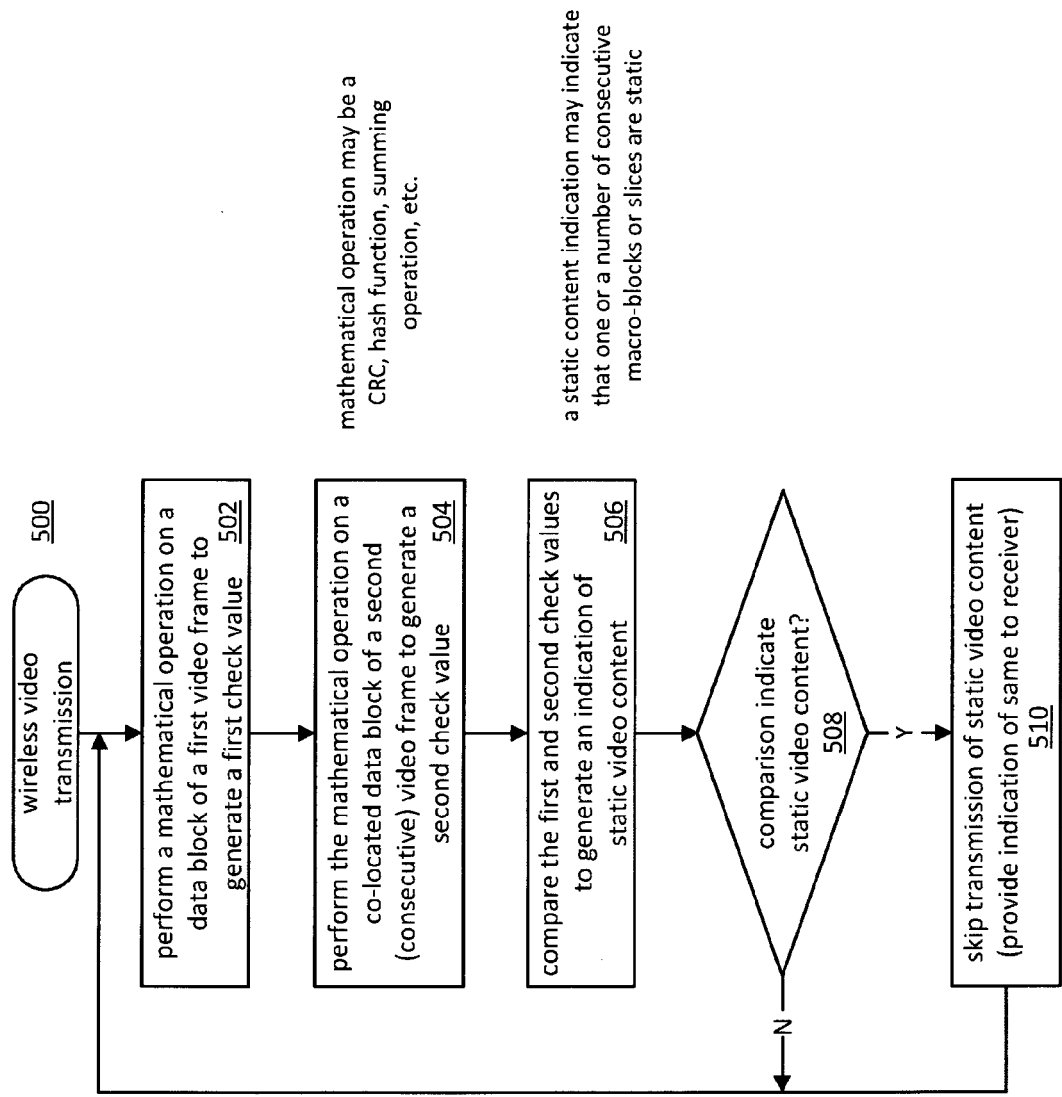 wireless video
transmission
500
perform a mathematical operation on a
data block of a first video frame to
generate a first check value 502
perform the mathematical operation on a
co-located data block of a second
(consecutive) video frame to generate a
second check value 504
mathematical operation may be a
CRC, hash function, summing
operation, etc.
compare the first and second check values
to generate an indication of
static video content 506
a static content indication may indicate
that one or a number of consecutive
macro-blocks or slices are static
comparison indicate
static video content?
508
N
Y
skip transmission of static video content
(provide indication of same to receiver)
510